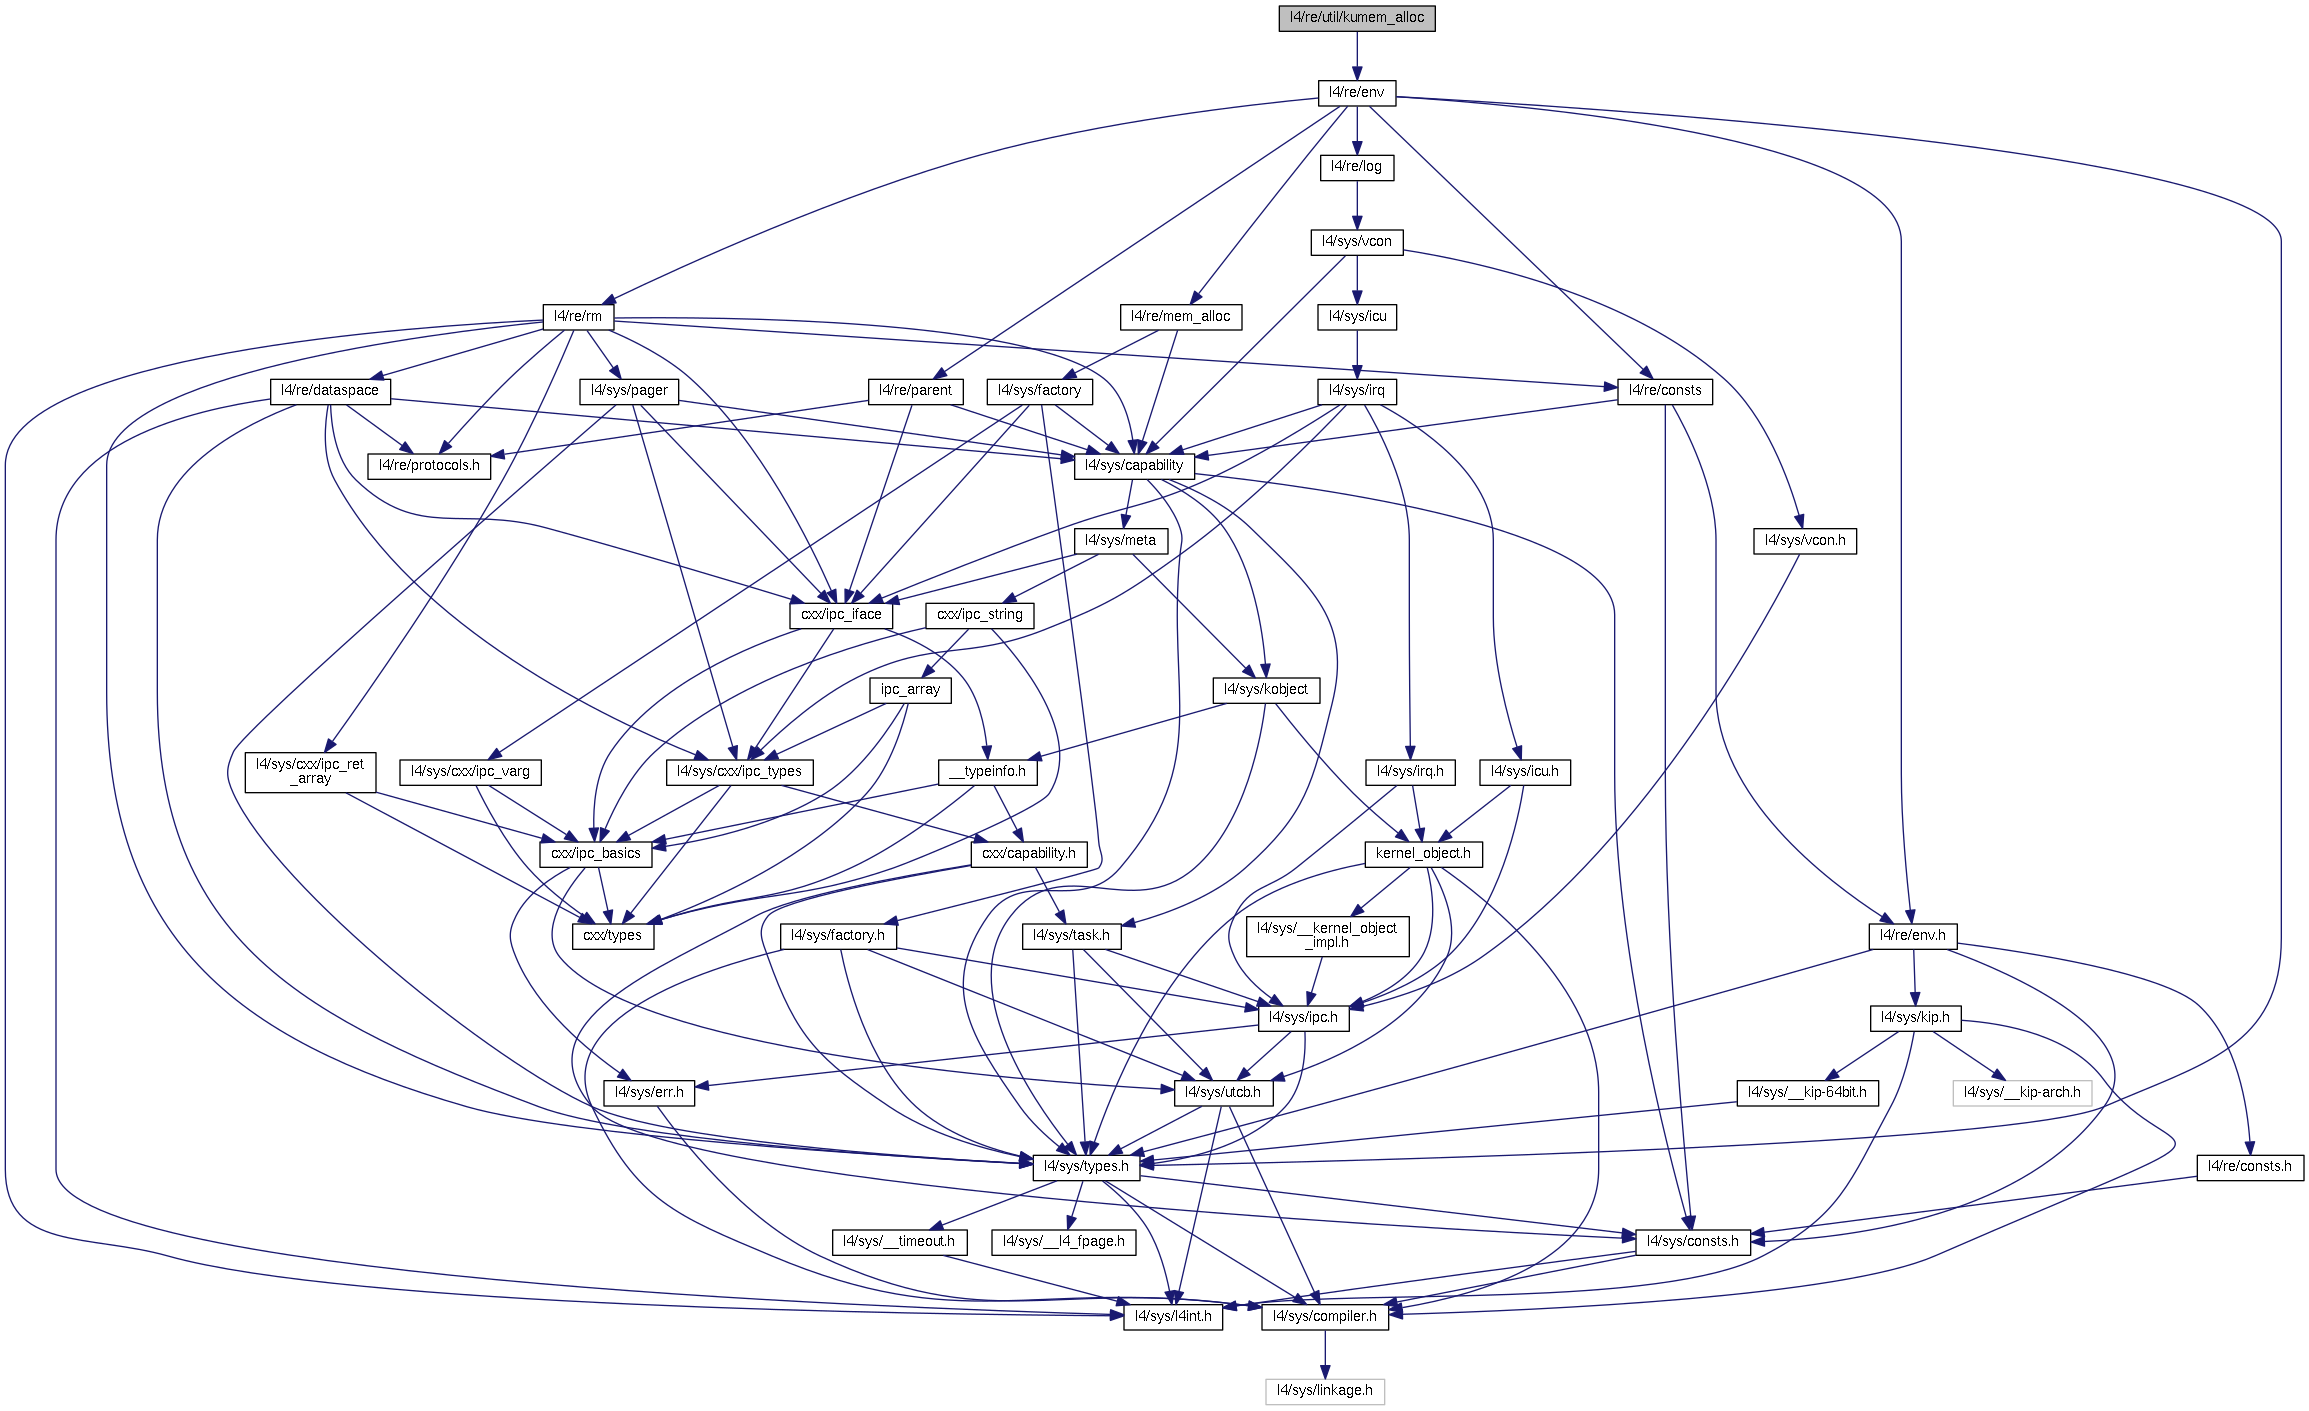 l4/re/util/kumem_alloc
l4/re/env
l4/re/log
l4/sys/vcon
l4/re/rm
l4/re/mem_alloc
l4/sys/icu
l4/re/dataspace
l4/sys/pager
l4/re/parent
l4/sys/factory
l4/sys/irq
l4/re/consts
l4/re/protocols.h
l4/sys/capability
l4/sys/meta
l4/sys/vcon.h
cxx/ipc_iface
cxx/ipc_string
ipc_array
l4/sys/kobject
l4/sys/cxx/ipc_ret
_array
l4/sys/cxx/ipc_varg
l4/sys/cxx/ipc_types
__typeinfo.h
l4/sys/irq.h
l4/sys/icu.h
cxx/ipc_basics
cxx/capability.h
kernel_object.h
cxx/types
l4/sys/factory.h
l4/sys/task.h
l4/sys/__kernel_object
_impl.h
l4/re/env.h
l4/sys/ipc.h
l4/sys/kip.h
l4/sys/err.h
l4/sys/utcb.h
l4/sys/__kip-64bit.h
l4/sys/__kip-arch.h
l4/sys/types.h
l4/re/consts.h
l4/sys/__timeout.h
l4/sys/__l4_fpage.h
l4/sys/consts.h
l4/sys/l4int.h
l4/sys/compiler.h
l4/sys/linkage.h